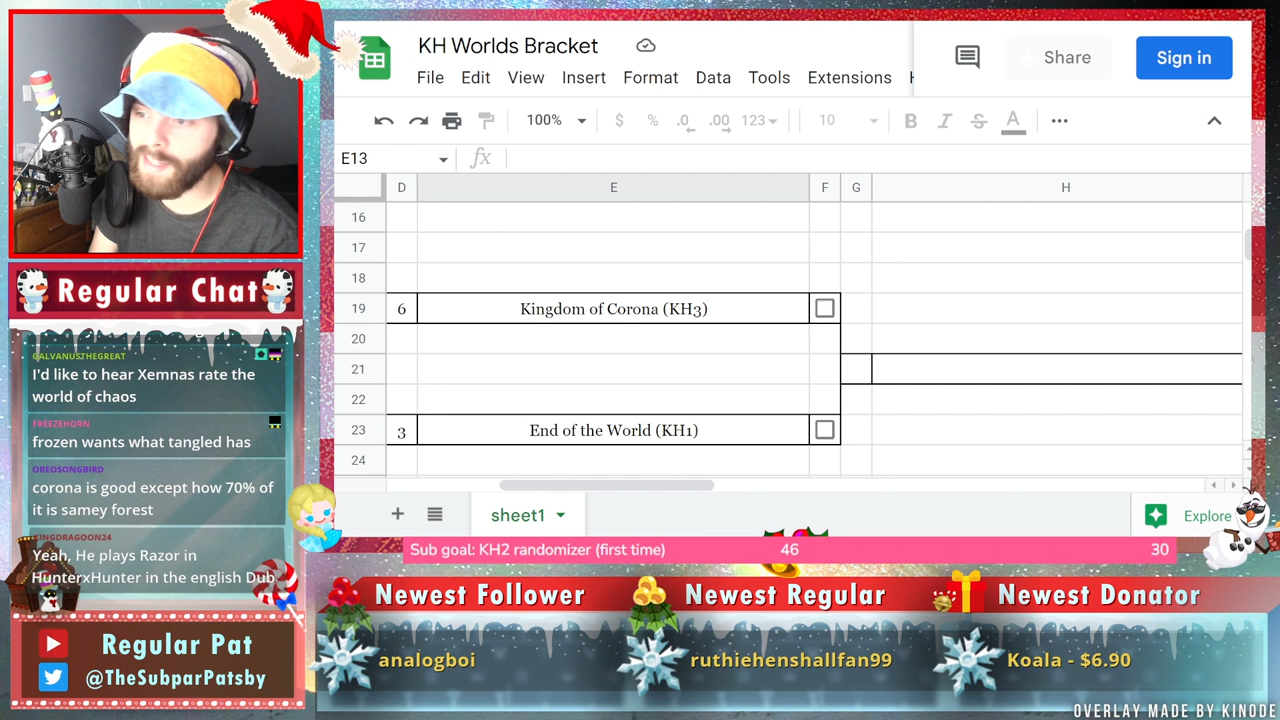 KH Worlds Bracket
File Edit View Insert Format Data Tools Extensions
Share
Sign in
100% $ % .0 .00 123 10 B I S A
E13 fx
D E F G H
16
17
18
19 6 Kingdom of Corona (KH3)
20
21
22
23 3 End of the World (KH1)
24
sheet1
Explore
Regular Chat
GALVANUSTHEGREAT
I'd like to hear Xemnas rate the
world of chaos
FREEZEHORN
frozen wants what tangled has
OREOSONGBIRD
corona is good except how 70% of
it is samey forest
KINGDRAGOON24
Yeah. He plays Razor in
HunterxHunter in the english Dub
Regular Pat
@TheSubparPatsby
Sub goal: KH2 randomizer (first time) 46 30
Newest Follower Newest Regular Newest Donator
analogboi ruthiehenshallfan99 Koala - $6.90
OVERLAY MADE BY KINODE